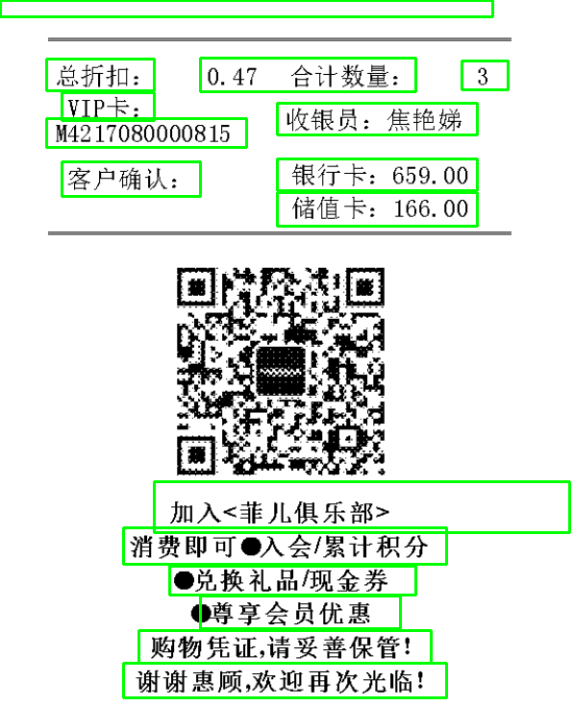 总折扣： 0.47 合计数量： 3
VIP卡：
M4217080000815 收银员：焦艳娣
客户确认： 银行卡：659.00
储值卡：166.00
加入<菲儿俱乐部>
消费即可●入会/累计积分
●兑换礼品/现金券
●尊享会员优惠
购物凭证,请妥善保管!
谢谢惠顾,欢迎再次光临!